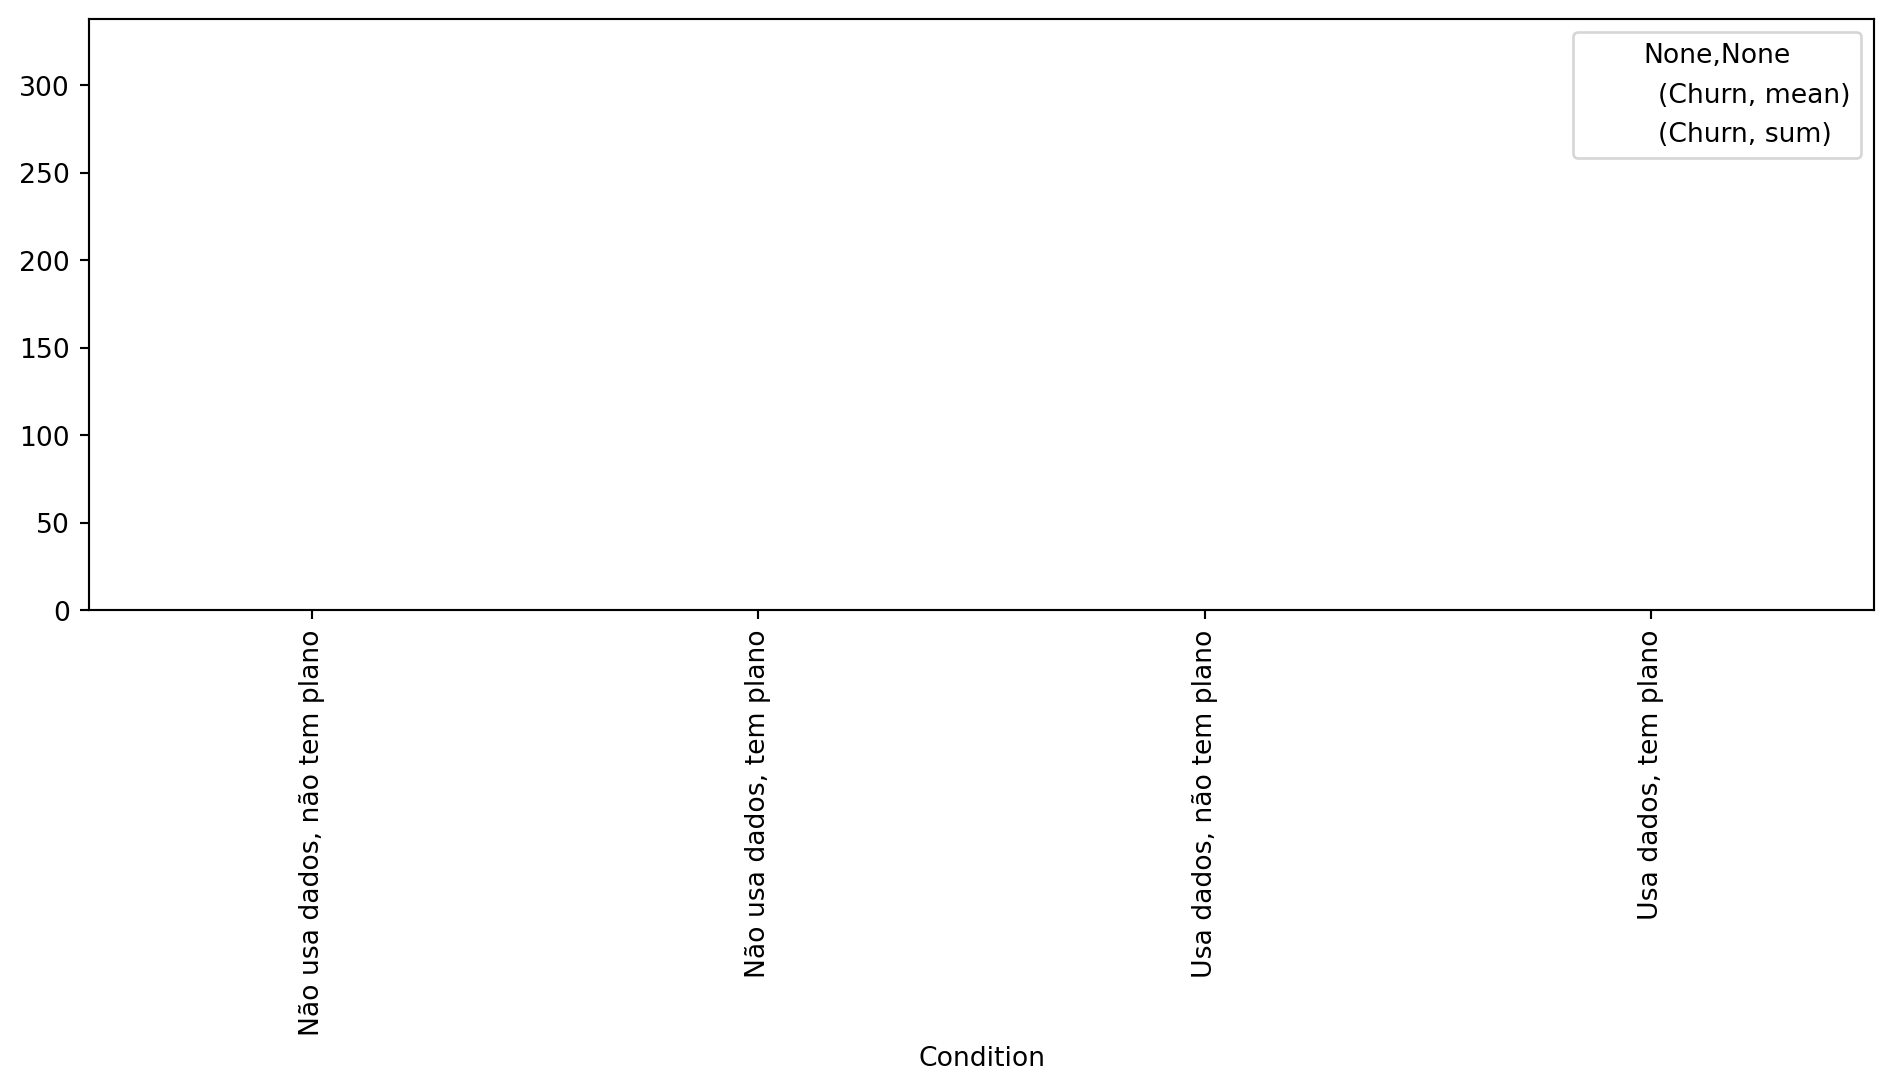 None,None
(Churn, mean)
(Churn, sum)
300
250
200
150
100
50
0
Não usa dados, não tem plano
Não usa dados, tem plano
Usa dados, não tem plano
Usa dados, tem plano
Condition